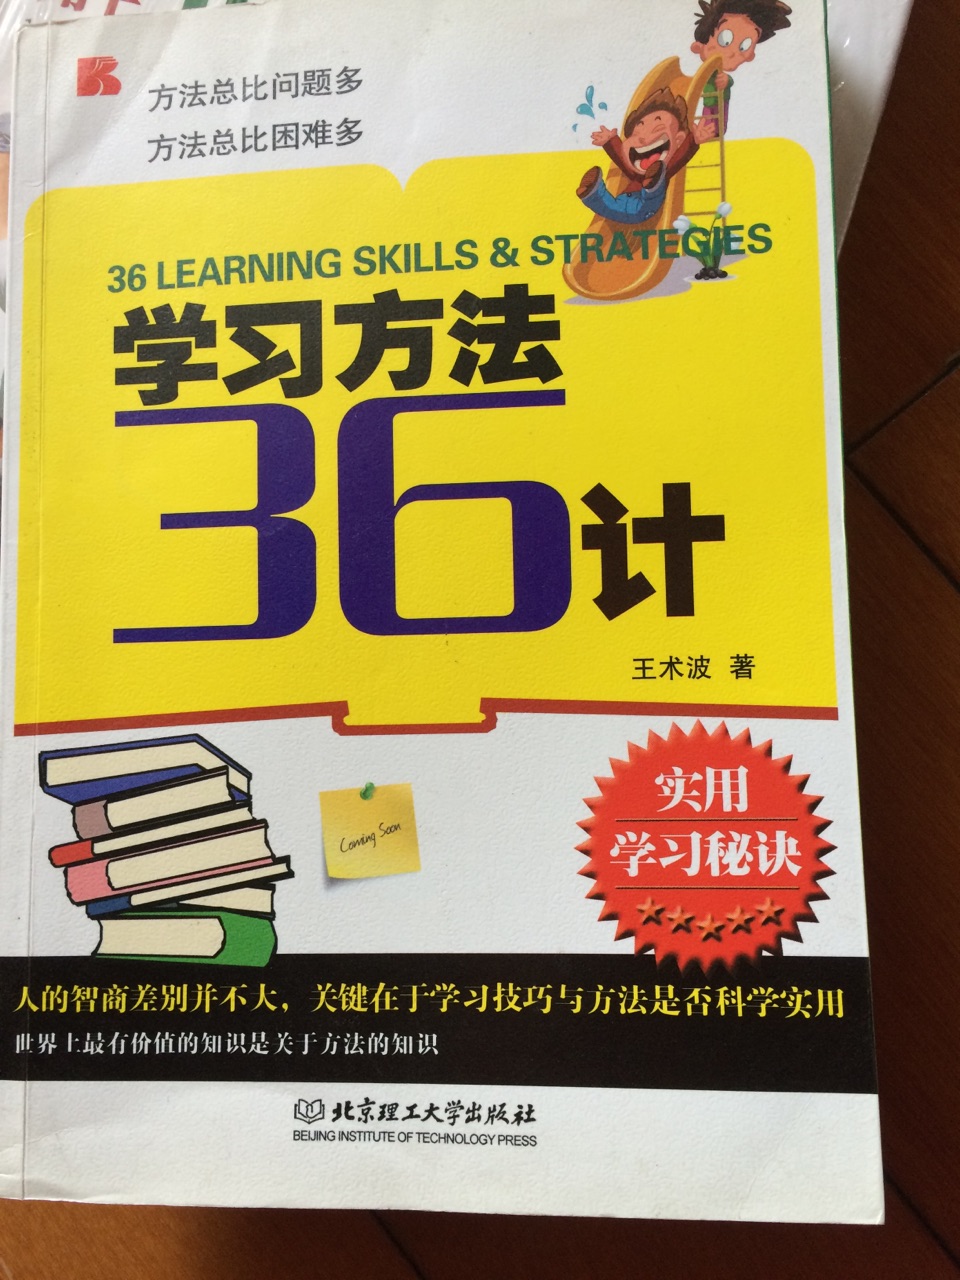 方法总比问题多
方法总比困难多
36 LEARNING SKILLS & STRATEGIES
学习方法
36计
王术波 著
Coming Soon
实用
学习秘诀
人的智商差别并不大，关键在于学习技巧与方法是否科学实用
世界上最有价值的知识是关于方法的知识
北京理工大学出版社
BEIJING INSTITUTE OF TECHNOLOGY PRESS